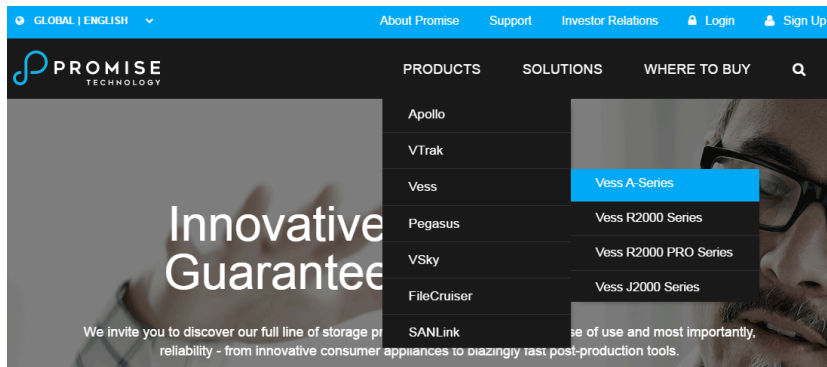 GLOBAL | ENGLISH About Promise Support Investor Relations Login Sign Up
PROMISE
TECHNOLOGY
PRODUCTS SOLUTIONS WHERE TO BUY
Apollo
VTrak
Vess
Pegasus
VSky
FileCruiser
SANLink
Vess A-Series
Vess R2000 Series
Vess R2000 PRO Series
Vess J2000 Series
Innovative
Guarantee
We invite you to discover our full line of storage se of use and most importantly,
reliability - from innovative consumer appliances to blazingly fast post-production tools.